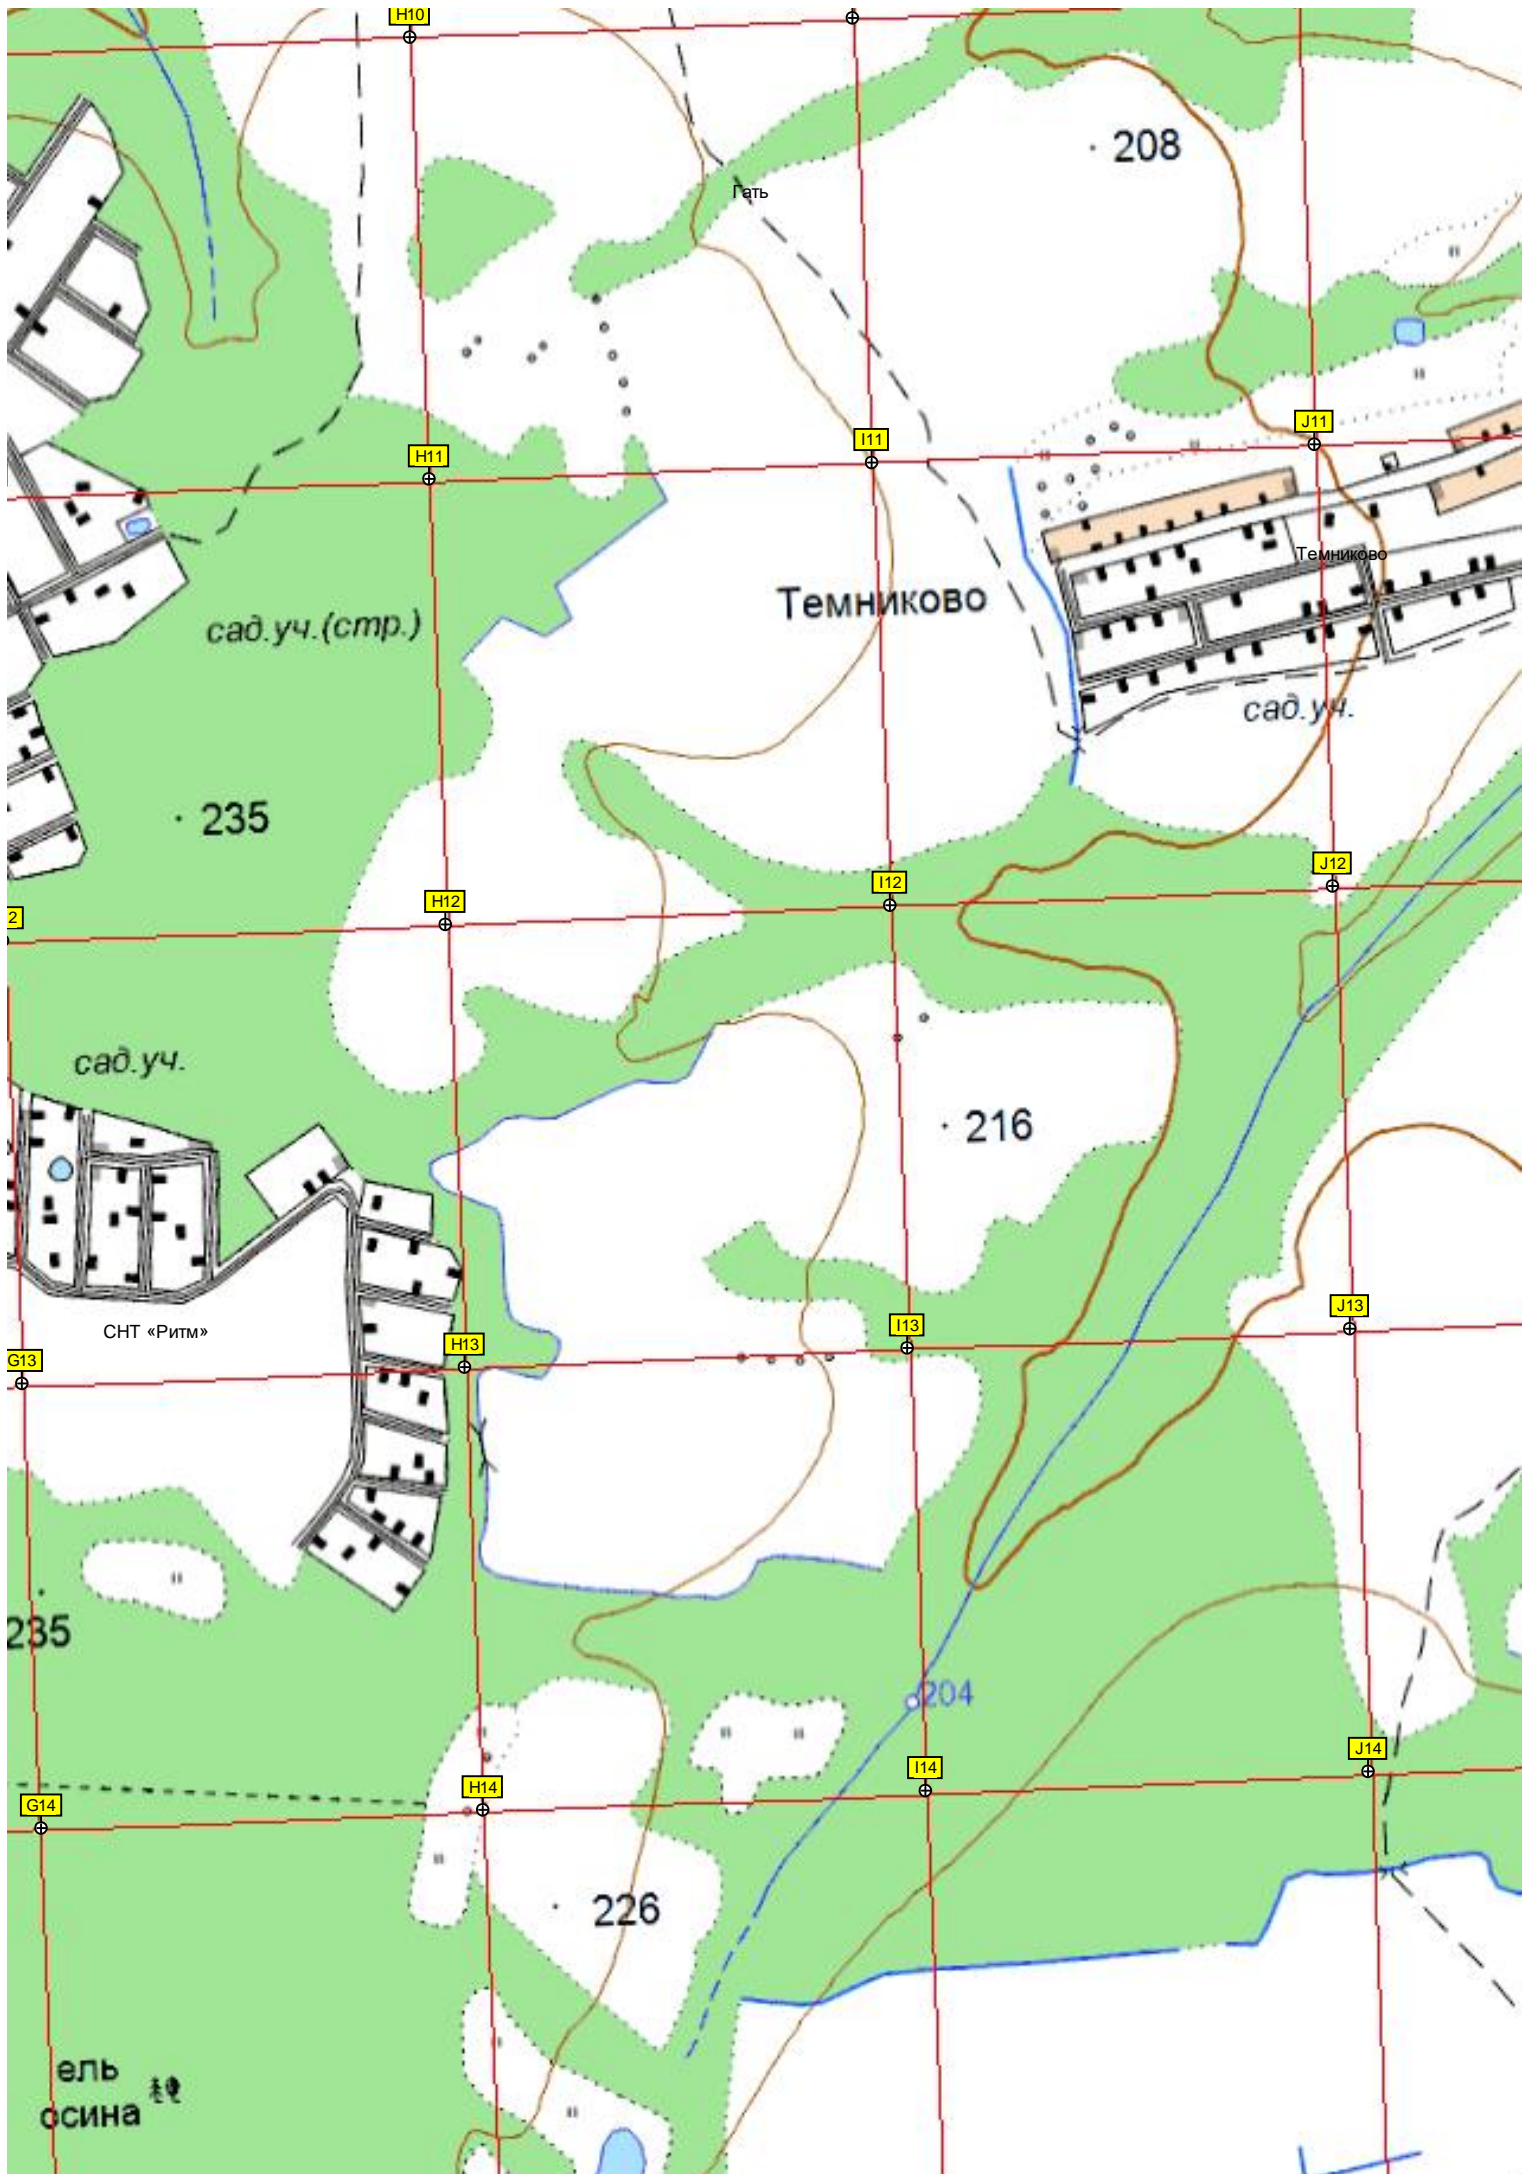 H10
208
Гать
J11
I11
H11
Темниково
Темниково
сад.уч.(стр.)
сад.уч.
235
J12
I12
H12
2
сад.уч.
216
J13
I13
СНТ «Ритм»
H13
G13
235
204
J14
I14
H14
G14
226
ель
осина